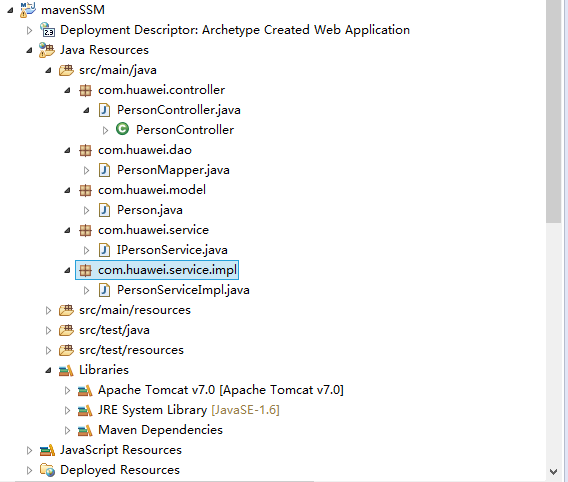 mavenSSM
Deployment Descriptor: Archetype Created Web Application
Java Resources
src/main/java
com.huawei.controller
PersonController.java
PersonController
com.huawei.dao
PersonMapper.java
com.huawei.model
Person.java
com.huawei.service
IPersonService.java
com.huawei.service.impl
PersonServiceImpl.java
src/main/resources
src/test/java
src/test/resources
Libraries
Apache Tomcat v7.0 [Apache Tomcat v7.0]
JRE System Library [JavaSE-1.6]
Maven Dependencies
JavaScript Resources
Deployed Resources